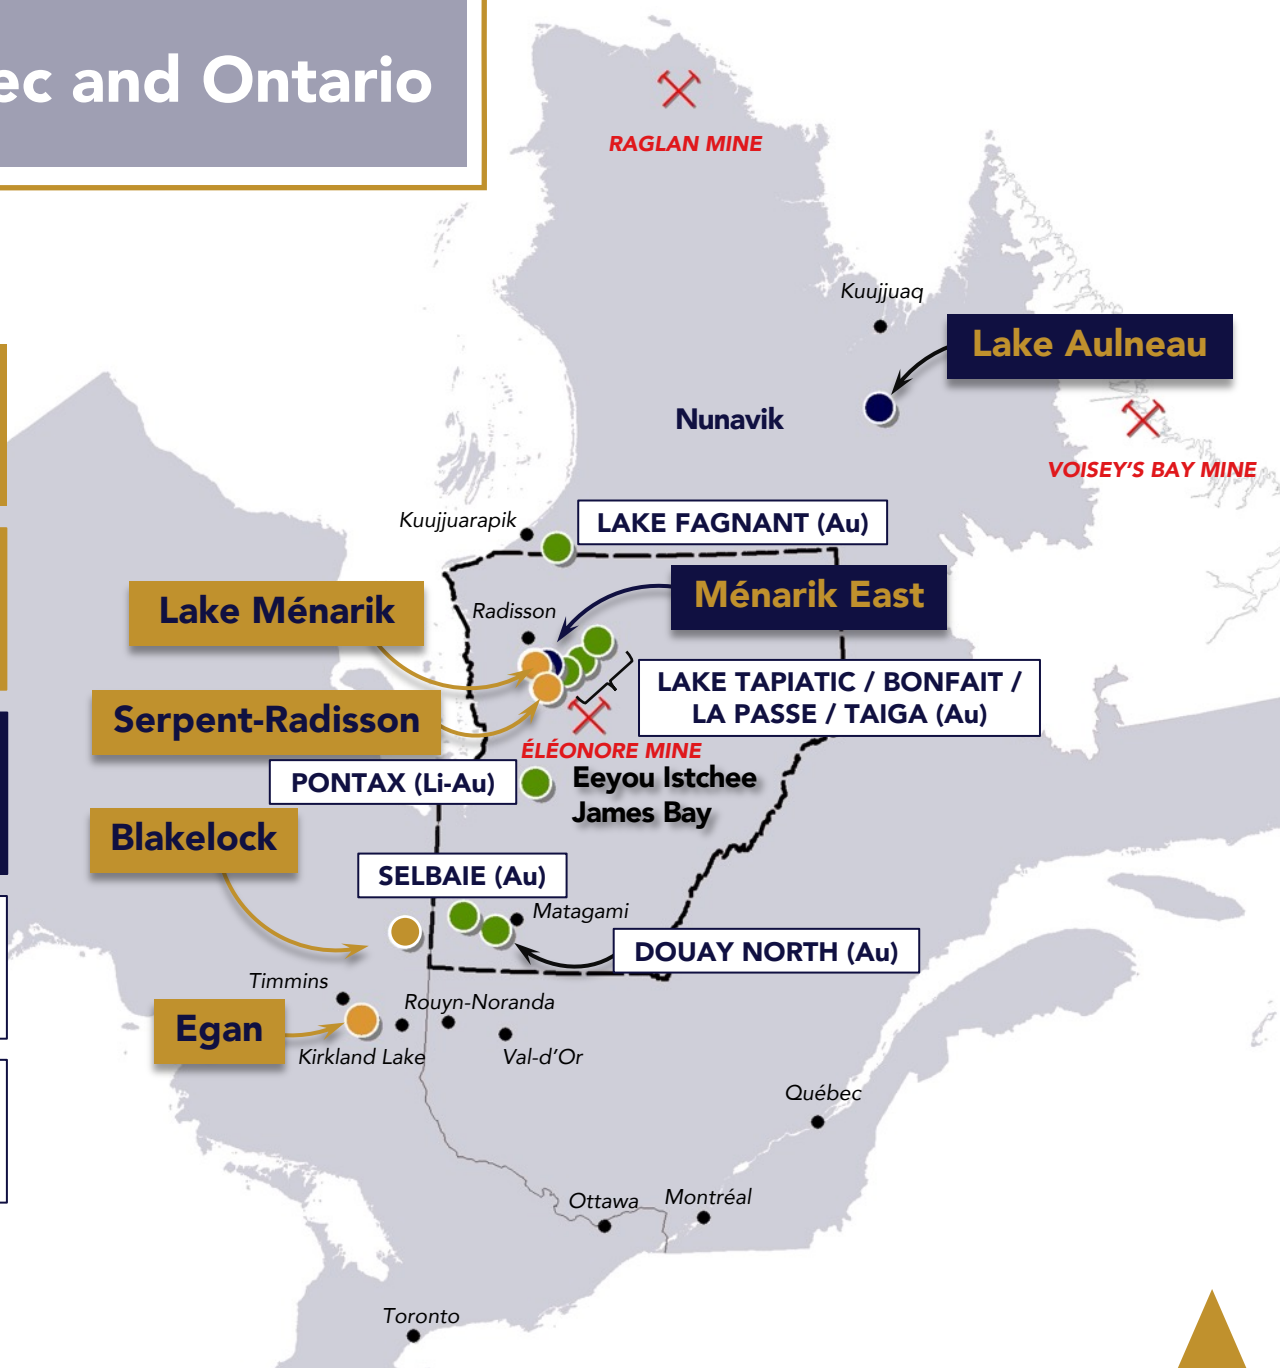 ec and Ontario
RAGLAN MINE
Kuujjuaq
Lake Aulneau
Nunavik
VOISEY'S BAY MINE
Kuujjuarapik
LAKE FAGNANT (Au)
Lake Ménarik
Radisson
Ménarik East
LAKE TAPIATIC / BONFAIT /
LA PASSE / TAIGA (Au)
Serpent-Radisson
ÉLÉONORE MINE
PONTAX (Li-Au)
Eeyou Istchee
James Bay
Blakelock
SELBAIE (Au)
Matagami
DOUAY NORTH (Au)
Timmins
Rouyn-Noranda
Egan
Kirkland Lake
Val-d'Or
Québec
Ottawa
Montréal
Toronto